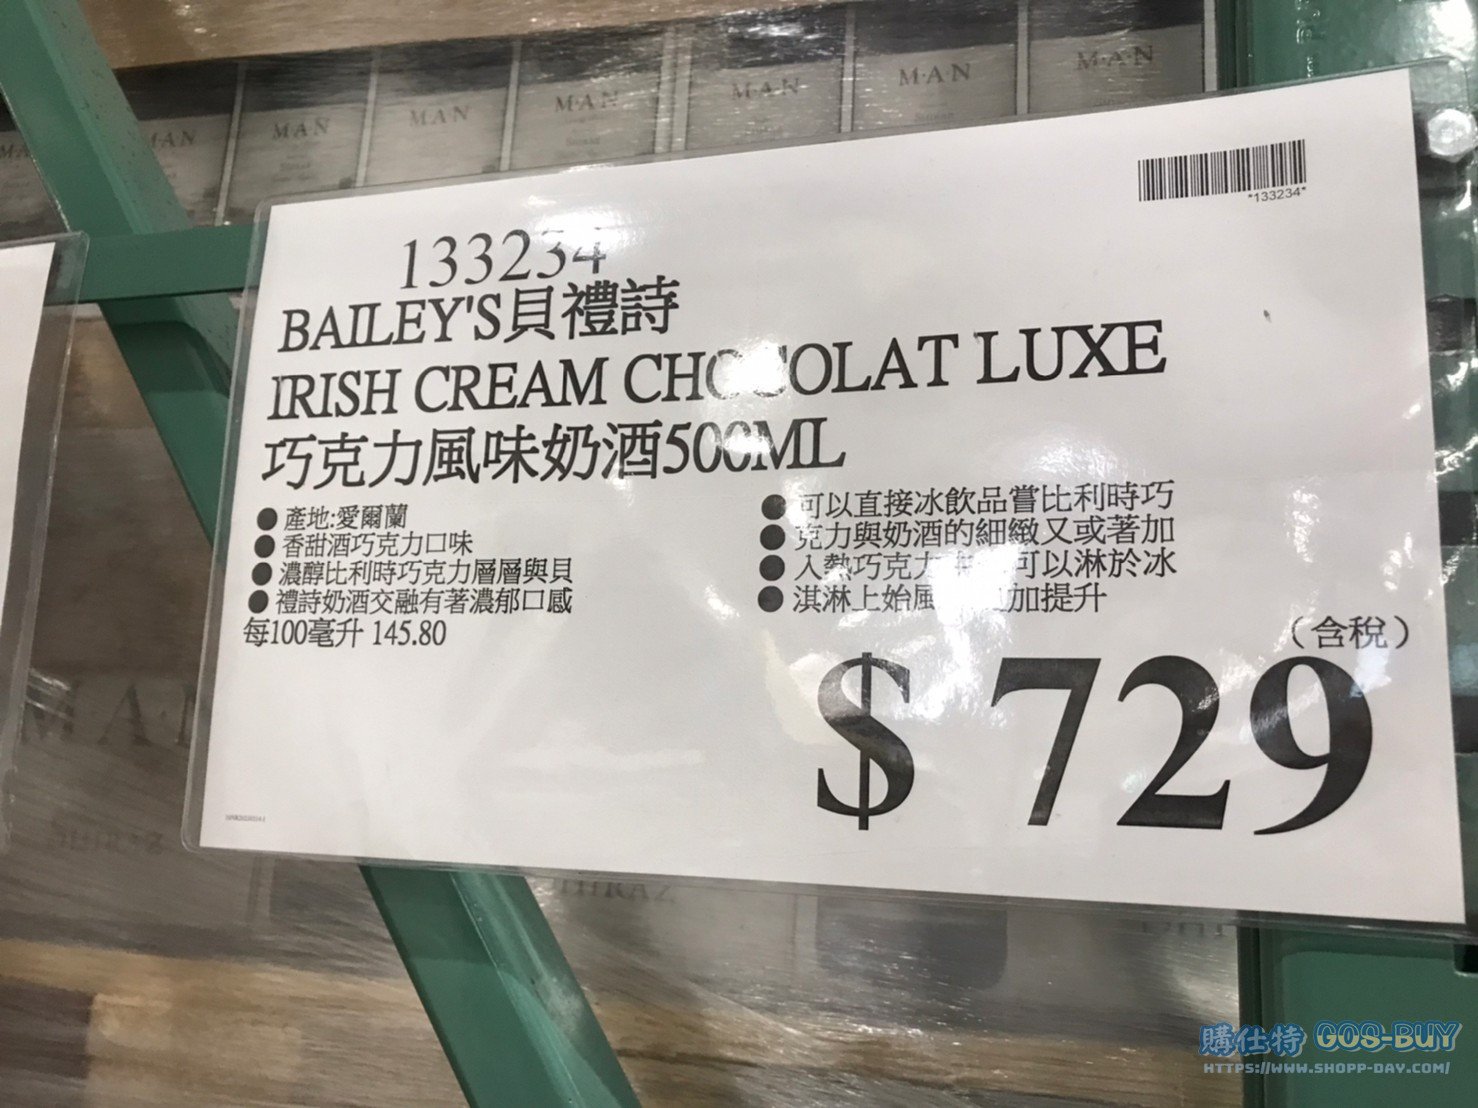 MAN
MAN
MAN
M·A·N
M·A·N
M·A·N
M·A·N
*133234*
133234
BAILEY'S貝禮詩
IRISH CREAM CHOCOLAT LUXE
巧克力風味奶酒500ML
● 產地:愛爾蘭
● 香甜酒巧克力口味
● 濃醇比利時巧克力層層與貝
● 禮詩奶酒交融有著濃郁口感
每100毫升 145.80
● 可以直接冰飲品嘗比利時巧
● 克力與奶酒的細緻又或著加
● 入熱巧克力 可以淋於冰
● 淇淋上始風 加提升
(含稅)
$ 729
SHIRAZ
購仕特 GOS-BUY
HTTPS://WWW.SHOPP-DAY.COM/